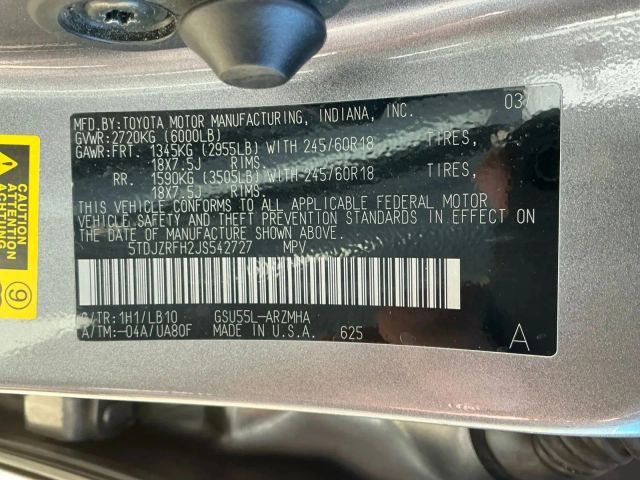 MFD.BY:TOYOTA MOTOR MANUFACTURING, INDIANA, INC. 03/
GVWR:2720KG (6000LB)
GAWR:FRT. 1345KG (2955LB) WITH 245/60R18 TIRES,
18X7.5J RIMS.
RR. 1590KG (3505LB) WITH 245/60R18 TIRES,
18X7.5J RIMS.
THIS VEHICLE CONFORMS TO ALL APPLICABLE FEDERAL MOTOR
VEHICLE SAFETY AND THEFT PREVENTION STANDARDS IN EFFECT ON
THE DATE OF MANUFACTURE SHOWN ABOVE.
5TDJZRFH2JS542727 MPV
C/TR:1H1/LB10 GSU55L-ARZMHA
A/TM:-04A/UA80F MADE IN U.S.A. 625 A
ATTENTION
ACHTUNG
9